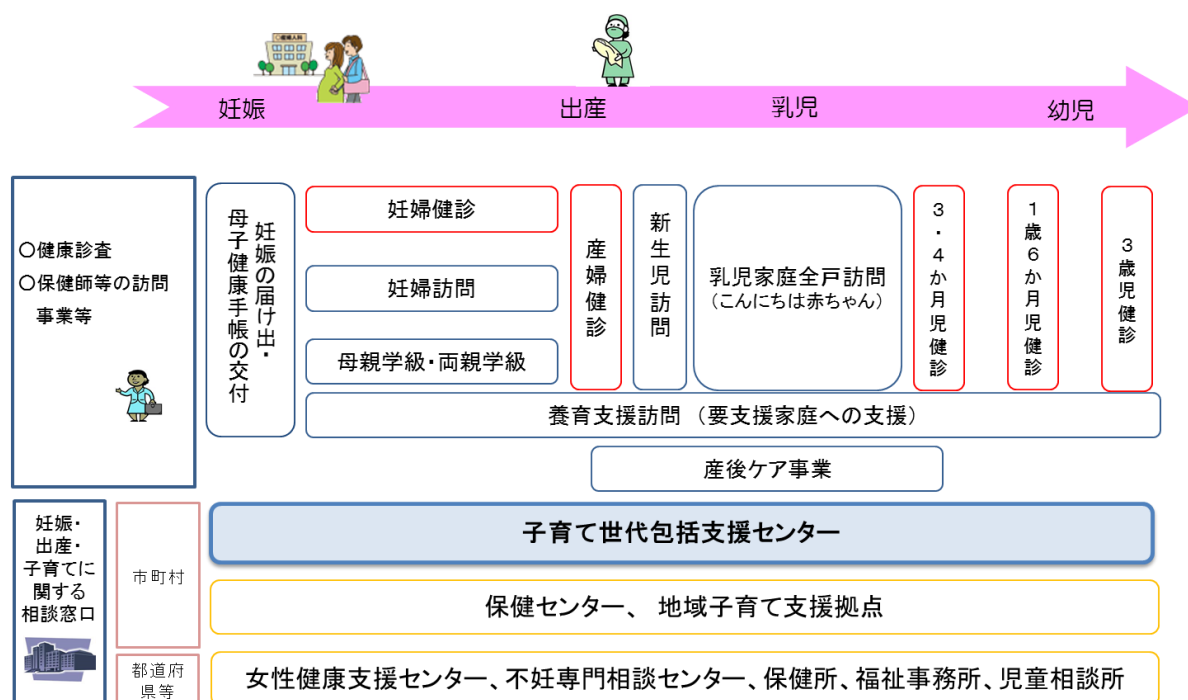 ○産婦人科
妊娠
出産
乳児
幼児
○健康診査
○保健師等の訪問
事業等
妊娠の届け出・
母子健康手帳の交付
妊婦健診
妊婦訪問
母親学級・両親学級
産婦健診
新生児訪問
乳児家庭全戸訪問
（こんにちは赤ちゃん）
３・４か月児健診
１歳６か月児健診
３歳児健診
養育支援訪問 （要支援家庭への支援）
産後ケア事業
妊娠・
出産・
子育てに
関する
相談窓口
市町村
子育て世代包括支援センター
保健センター、 地域子育て支援拠点
都道府
県等
女性健康支援センター、不妊専門相談センター、保健所、福祉事務所、児童相談所